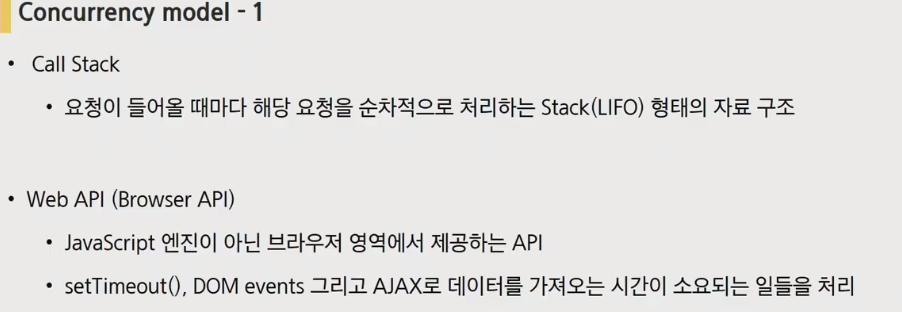 Concurrency model - 1
• Call Stack
• 요청이 들어올 때마다 해당 요청을 순차적으로 처리하는 Stack(LIFO) 형태의 자료 구조
• Web API (Browser API)
• JavaScript 엔진이 아닌 브라우저 영역에서 제공하는 API
• setTimeout(), DOM events 그리고 AJAX로 데이터를 가져오는 시간이 소요되는 일들을 처리